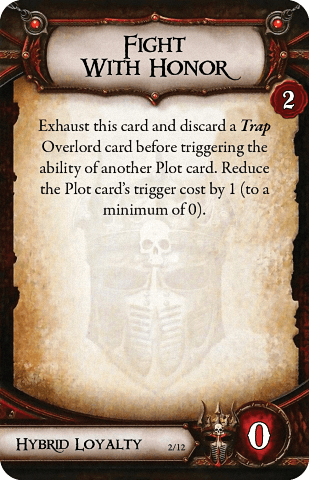 Fight
With Honor
2
Exhaust this card and discard a Trap
Overlord card before triggering the
ability of another Plot card. Reduce
the Plot card's trigger cost by 1 (to a
minimum of 0).
Hybrid Loyalty 2/12 0